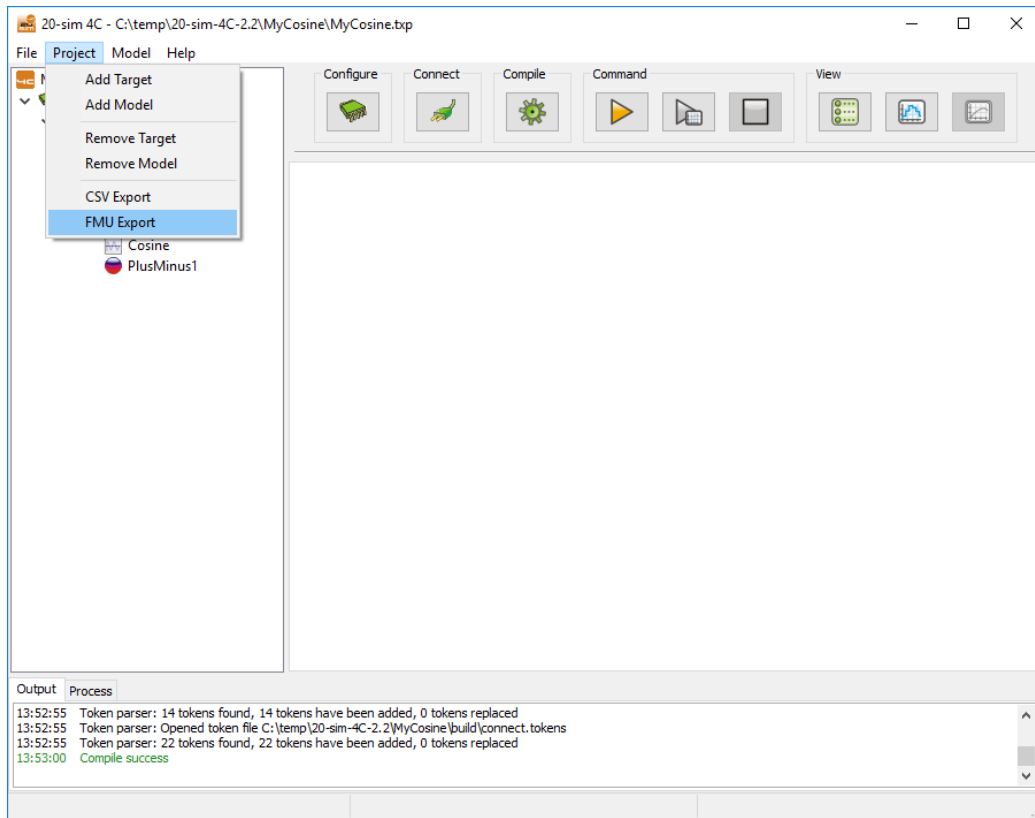 20-sim 4C - C:\temp\20-sim-4C-2.2\MyCosine\MyCosine.txp
File Project Model Help
Add Target
Add Model
Remove Target
Remove Model
CSV Export
FMU Export
Cosine
PlusMinus1
Configure Connect Compile Command View
Output Process
13:52:55 Token parser: 14 tokens found, 14 tokens have been added, 0 tokens replaced
13:52:55 Token parser: Opened token file C:\temp\20-sim-4C-2.2\MyCosine\build\connect.tokens
13:52:55 Token parser: 22 tokens found, 22 tokens have been added, 0 tokens replaced
13:53:00 Compile success